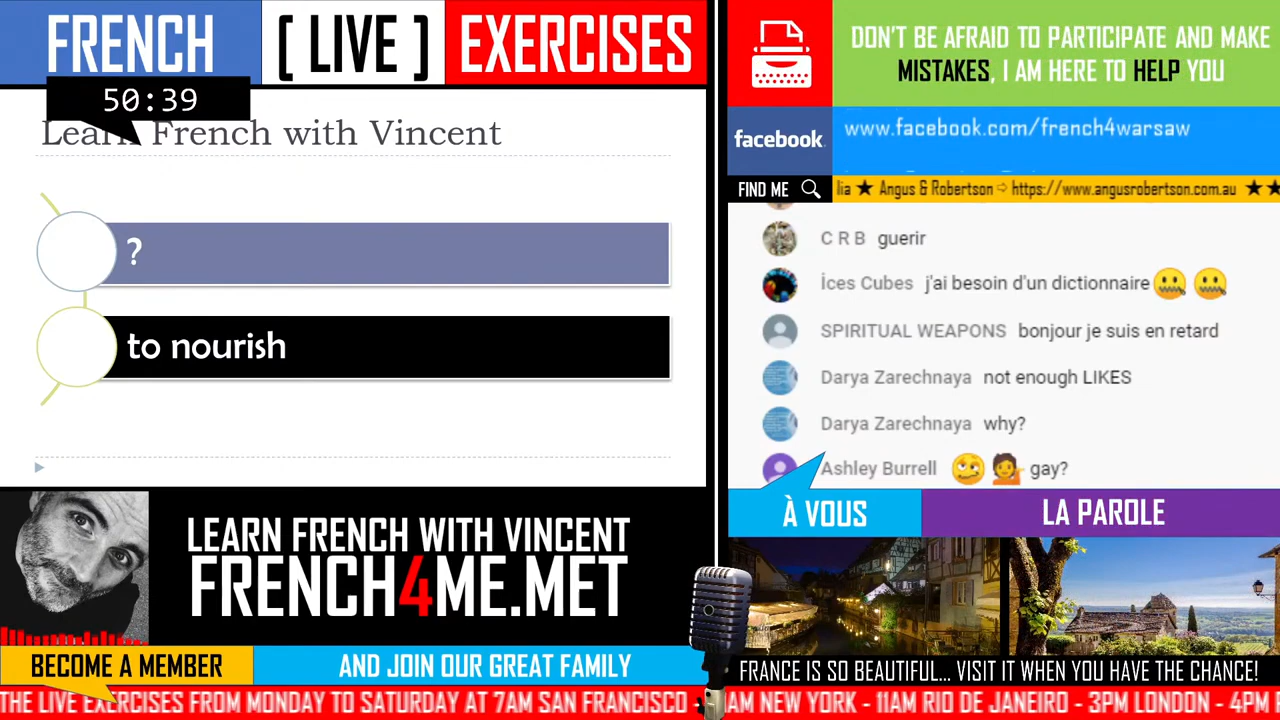 FRENCH [ LIVE ] EXERCISES
50:39
Learn French with Vincent
?
to nourish
LEARN FRENCH WITH VINCENT
FRENCH4ME.MET
BECOME A MEMBER
AND JOIN OUR GREAT FAMILY
DON'T BE AFRAID TO PARTICIPATE AND MAKE
MISTAKES, I AM HERE TO HELP YOU
facebook.
www.facebook.com/french4warsaw
FIND ME
lia ★ Angus & Robertson ⇨ https://www.angusrobertson.com.au ★ ★
C R B guerir
İces Cubes j'ai besoin d'un dictionnaire
SPIRITUAL WEAPONS bonjour je suis en retard
Darya Zarechnaya not enough LIKES
Darya Zarechnaya why?
Ashley Burrell gay?
À VOUS
LA PAROLE
FRANCE IS SO BEAUTIFUL... VISIT IT WHEN YOU HAVE THE CHANCE!
THE LIVE EXERCISES FROM MONDAY TO SATURDAY AT 7AM SAN FRANCISCO - AM NEW YORK - 11AM RIO DE JANEIRO - 3PM LONDON - 4PM